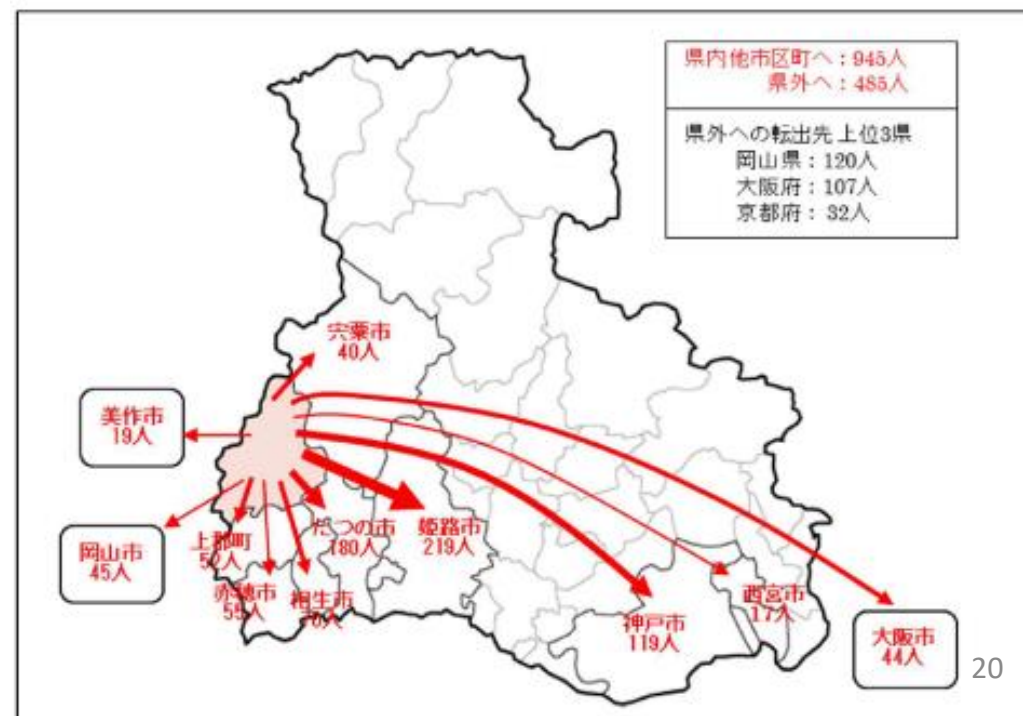 県内他市区町へ：945人
県外へ：485人
県外への転出先 上位3県
岡山県：120人
大阪府：107人
京都府： 32人
宍粟市
40人
美作市
19人
岡山市
45人
上郡町
たつの市
180人
姫路市
219人
赤穂市
55人
相生市
神戸市
119人
西宮市
17人
大阪市
44人
20